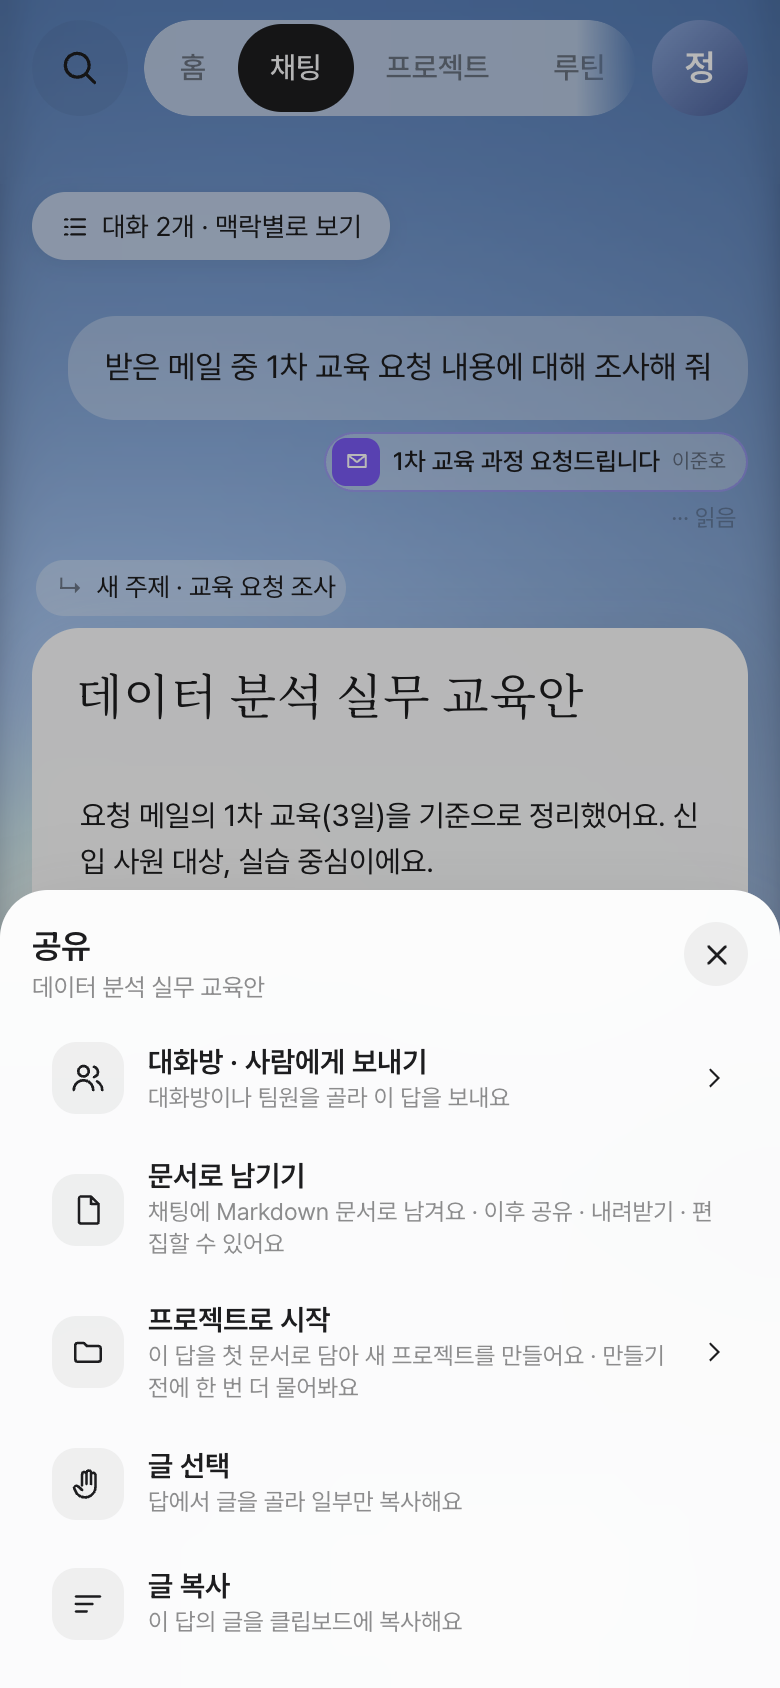 홈 채팅 프로젝트 루틴 정
대화 2개 · 맥락별로 보기
받은 메일 중 1차 교육 요청 내용에 대해 조사해 줘
1차 교육 과정 요청드립니다 이준호
··· 읽음
새 주제 · 교육 요청 조사
데이터 분석 실무 교육안
요청 메일의 1차 교육(3일)을 기준으로 정리했어요. 신
입 사원 대상, 실습 중심이에요.
공유
데이터 분석 실무 교육안
대화방 · 사람에게 보내기
대화방이나 팀원을 골라 이 답을 보내요
문서로 남기기
채팅에 Markdown 문서로 남겨요 · 이후 공유 · 내려받기 · 편
집할 수 있어요
프로젝트로 시작
이 답을 첫 문서로 담아 새 프로젝트를 만들어요 · 만들기
전에 한 번 더 물어봐요
글 선택
답에서 글을 골라 일부만 복사해요
글 복사
이 답의 글을 클립보드에 복사해요